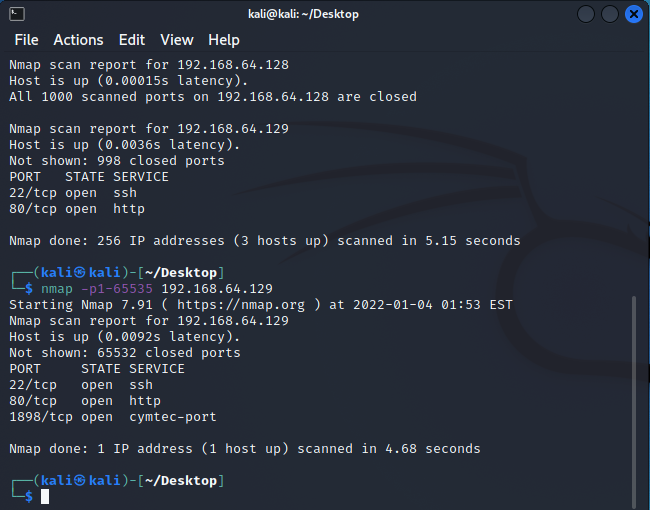 kali@kali: ~/Desktop
File Actions Edit View Help
Nmap scan report for 192.168.64.128
Host is up (0.00015s latency).
All 1000 scanned ports on 192.168.64.128 are closed
Nmap scan report for 192.168.64.129
Host is up (0.0036s latency).
Not shown: 998 closed ports
PORT   STATE SERVICE
22/tcp open  ssh
80/tcp open  http
Nmap done: 256 IP addresses (3 hosts up) scanned in 5.15 seconds
┌──(kali㉿kali)-[~/Desktop]
└─$ nmap -p1-65535 192.168.64.129
Starting Nmap 7.91 ( https://nmap.org ) at 2022-01-04 01:53 EST
Nmap scan report for 192.168.64.129
Host is up (0.0092s latency).
Not shown: 65532 closed ports
PORT     STATE SERVICE
22/tcp   open  ssh
80/tcp   open  http
1898/tcp open  cymtec-port
Nmap done: 1 IP address (1 host up) scanned in 4.68 seconds
┌──(kali㉿kali)-[~/Desktop]
└─$